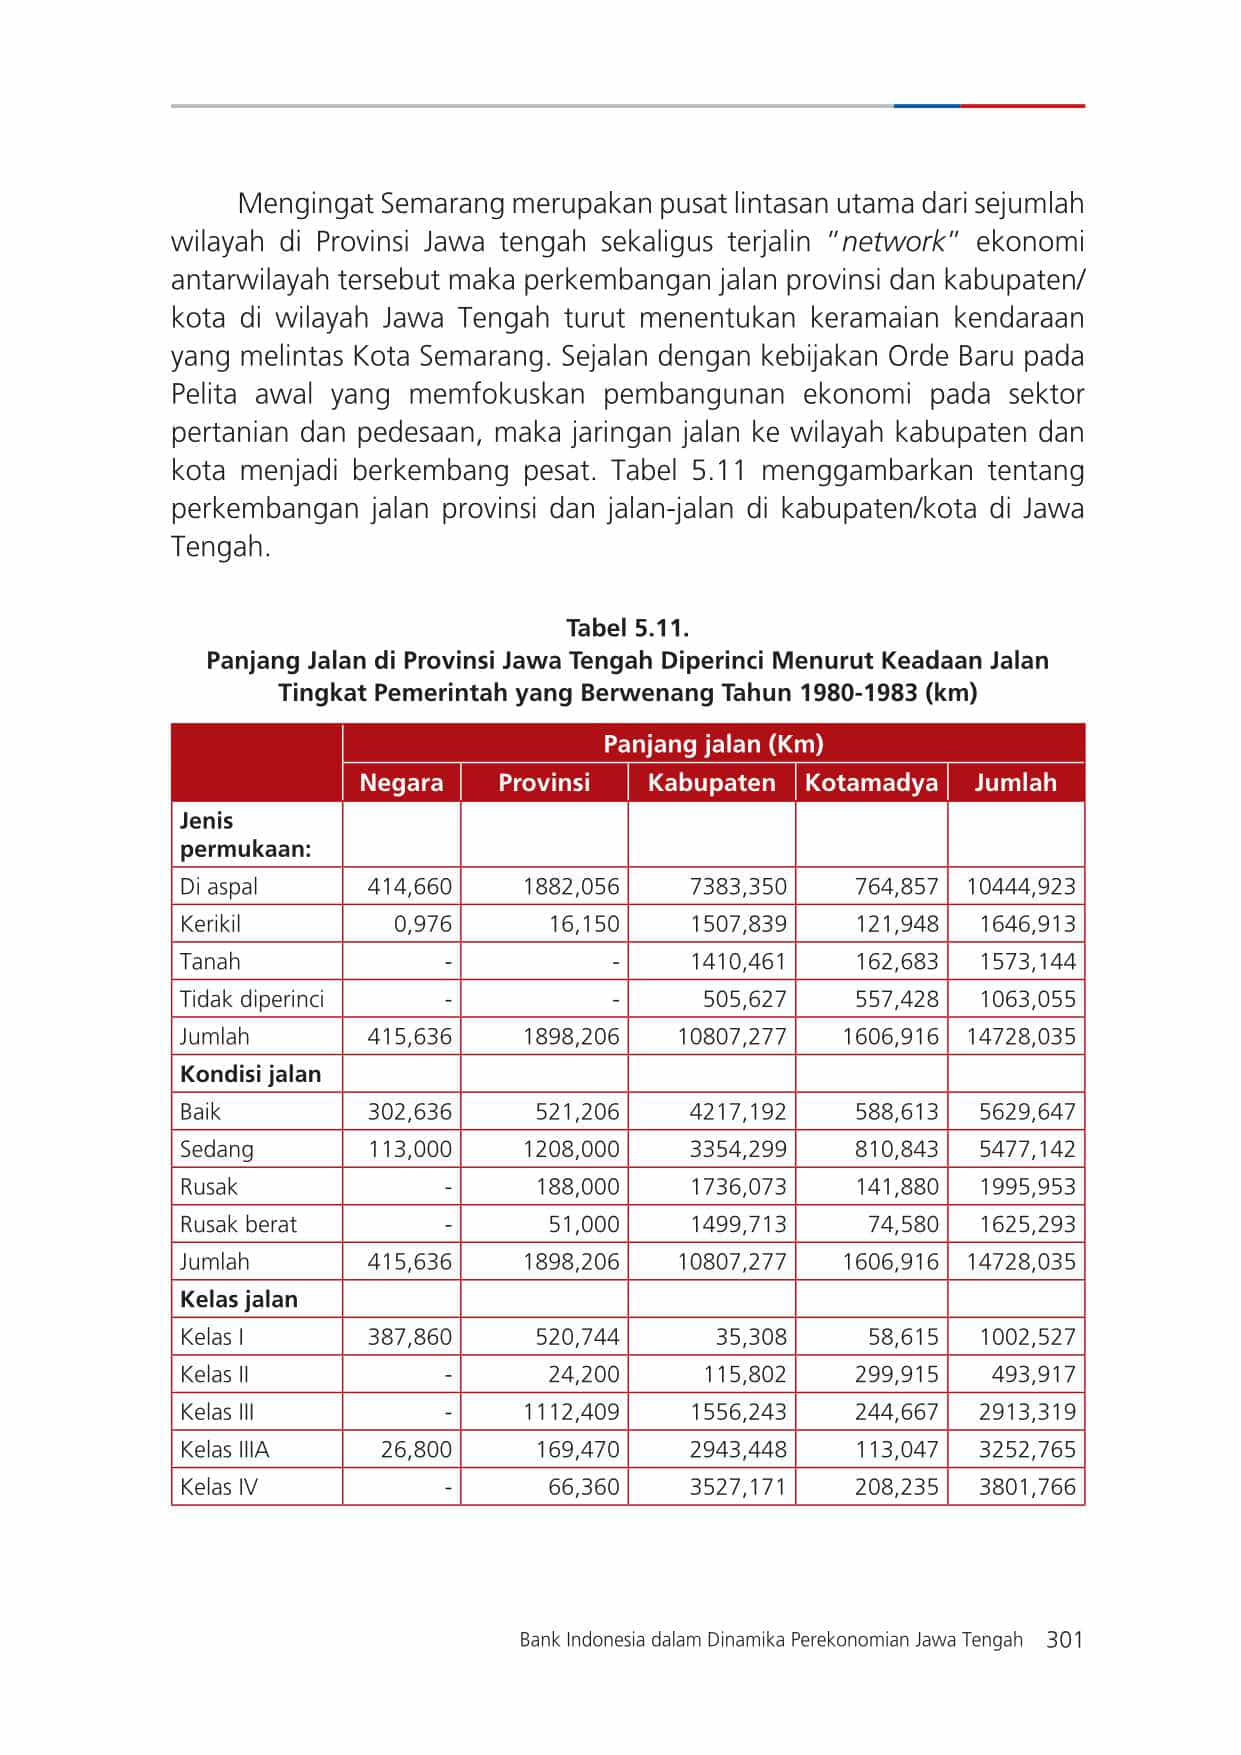 Mengingat Semarang merupakan pusat lintasan utama dari sejumlah
wilayah di Provinsi Jawa tengah sekaligus terjalin "network" ekonomi
antarwilayah tersebut maka perkembangan jalan provinsi dan kabupaten/
kota di wilayah Jawa Tengah turut menentukan keramaian kendaraan
yang melintas Kota Semarang. Sejalan dengan kebijakan Orde Baru pada
Pelita awal yang memfokuskan pembangunan ekonomi pada sektor
pertanian dan pedesaan, maka jaringan jalan ke wilayah kabupaten dan
kota menjadi berkembang pesat. Tabel 5.11 menggambarkan tentang
perkembangan jalan provinsi dan jalan-jalan di kabupaten/kota di Jawa
Tengah.
Tabel 5.11.
Panjang Jalan di Provinsi Jawa Tengah Diperinci Menurut Keadaan Jalan
Tingkat Pemerintah yang Berwenang Tahun 1980-1983 (km)
Panjang jalan (Km)
Negara Provinsi Kabupaten Kotamadya Jumlah
Jenis
permukaan:
Di aspal 414,660 1882,056 7383,350 764,857 10444,923
Kerikil 0,976 16,150 1507,839 121,948 1646,913
Tanah - - 1410,461 162,683 1573,144
Tidak diperinci - - 505,627 557,428 1063,055
Jumlah 415,636 1898,206 10807,277 1606,916 14728,035
Kondisi jalan
Baik 302,636 521,206 4217,192 588,613 5629,647
Sedang 113,000 1208,000 3354,299 810,843 5477,142
Rusak - 188,000 1736,073 141,880 1995,953
Rusak berat - 51,000 1499,713 74,580 1625,293
Jumlah 415,636 1898,206 10807,277 1606,916 14728,035
Kelas jalan
Kelas I 387,860 520,744 35,308 58,615 1002,527
Kelas II - 24,200 115,802 299,915 493,917
Kelas III - 1112,409 1556,243 244,667 2913,319
Kelas IIIA 26,800 169,470 2943,448 113,047 3252,765
Kelas IV - 66,360 3527,171 208,235 3801,766
Bank Indonesia dalam Dinamika Perekonomian Jawa Tengah 301